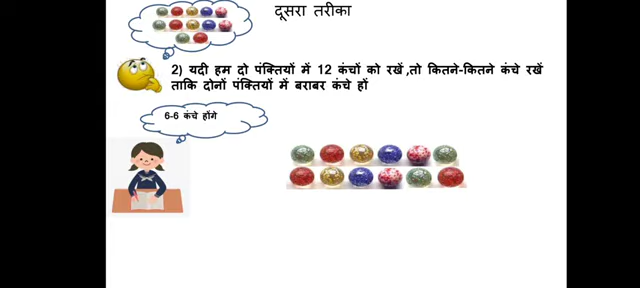 दूसरा तरीका
2) यदी हम दो पंक्तियों में 12 कंचों को रखें ,तो कितने-कितने कंचे रखें
ताकि दोनों पंक्तियों में बराबर कंचे हों
6-6 कंचे होंगे